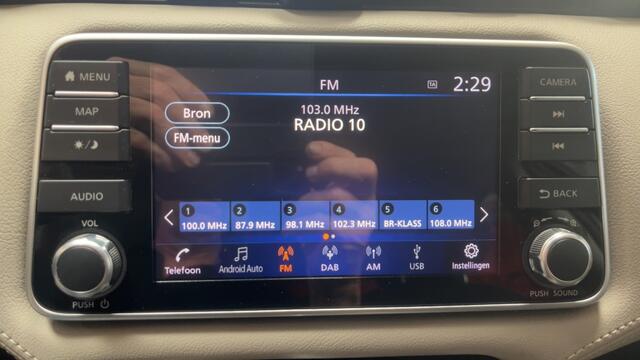 MENU
MAP
AUDIO
VOL
PUSH
FM
TA
2:29
Bron
FM-menu
103.0 MHz
RADIO 10
1 2 3 4 5 6
100.0 MHz 87.9 MHz 98.1 MHz 102.3 MHz BR-KLASS 108.0 MHz
Telefoon Android Auto FM DAB AM USB Instellingen
CAMERA
BACK
PUSH SOUND